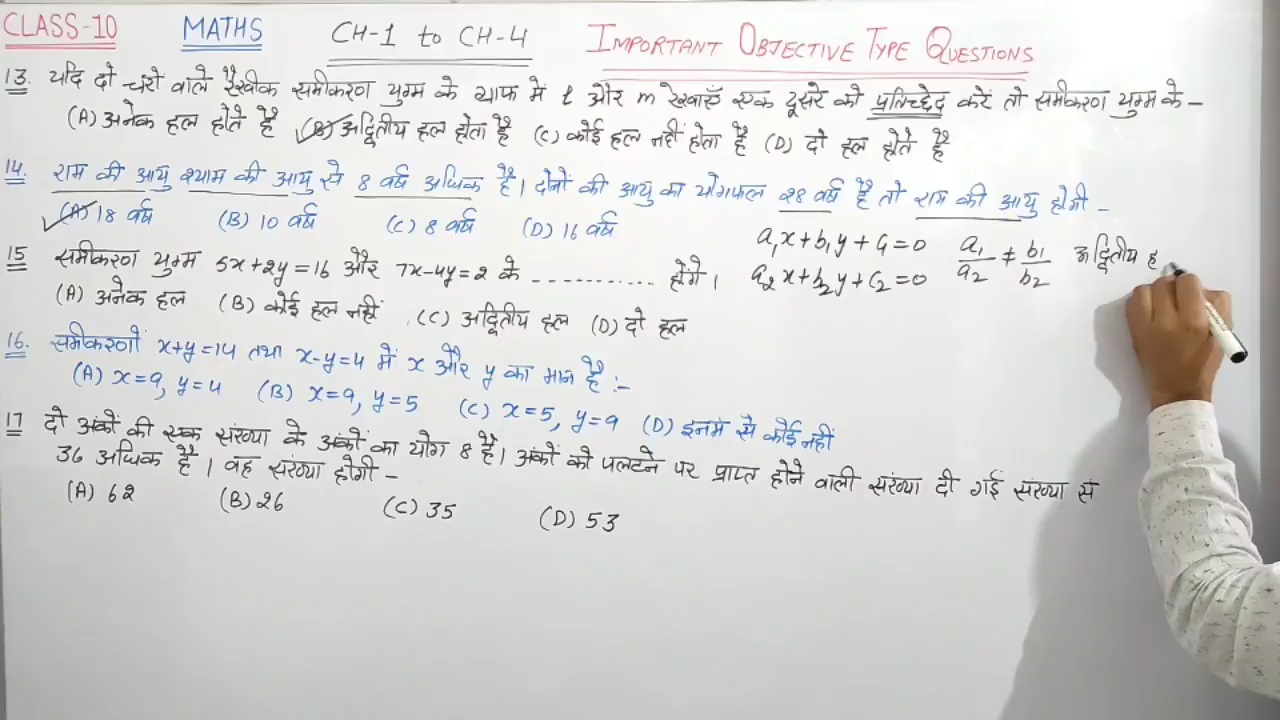 CLASS-10 MATHS CH-1 to CH-4 IMPORTANT OBJECTIVE TYPE QUESTIONS
13. यदि दो चरों वाले रैखीक समीकरण युग्म के ग्राफ में l और m रेखाएँ एक दूसरे को प्रतिच्छेद करें तो समीकरण युग्म के -
(A) अनेक हल होते है (B) अद्वितीय हल होता है (C) कोई हल नहीं होता है (D) दो हल होते है
14. राम की आयु श्याम की आयु से 8 वर्ष अधिक है। दोनों की आयु का योगफल २8 वर्ष है तो राम की आयु होगी -
(A) 18 वर्ष (B) 10 वर्ष (C) 8 वर्ष (D) 16 वर्ष
15 समीकरण युग्म 5x+2y=16 और 7x-4y=2 के ------------ होगें।
(A) अनेक हल (B) कोई हल नहीं (C) अद्वितीय हल (D) दो हल
a₁x+b₁y+c₁=0 a₁/a₂ ≠ b₁/b₂ अद्वितीय ह
a₂x+b₂y+c₂=0
16. समीकरणों x+y=14 तथा x-y=4 में x और y का मान है :-
(A) x=9, y=4 (B) x=9, y=5 (C) x=5, y=9 (D) इनमें से कोई नहीं
17 दो अंकों की एक संख्या के अंकों का योग 8 है। अंकों को पलटने पर प्राप्त होने वाली संख्या दी गई संख्या से
36 अधिक है। वह संख्या होगी -
(A) 62 (B) 26 (C) 35 (D) 53